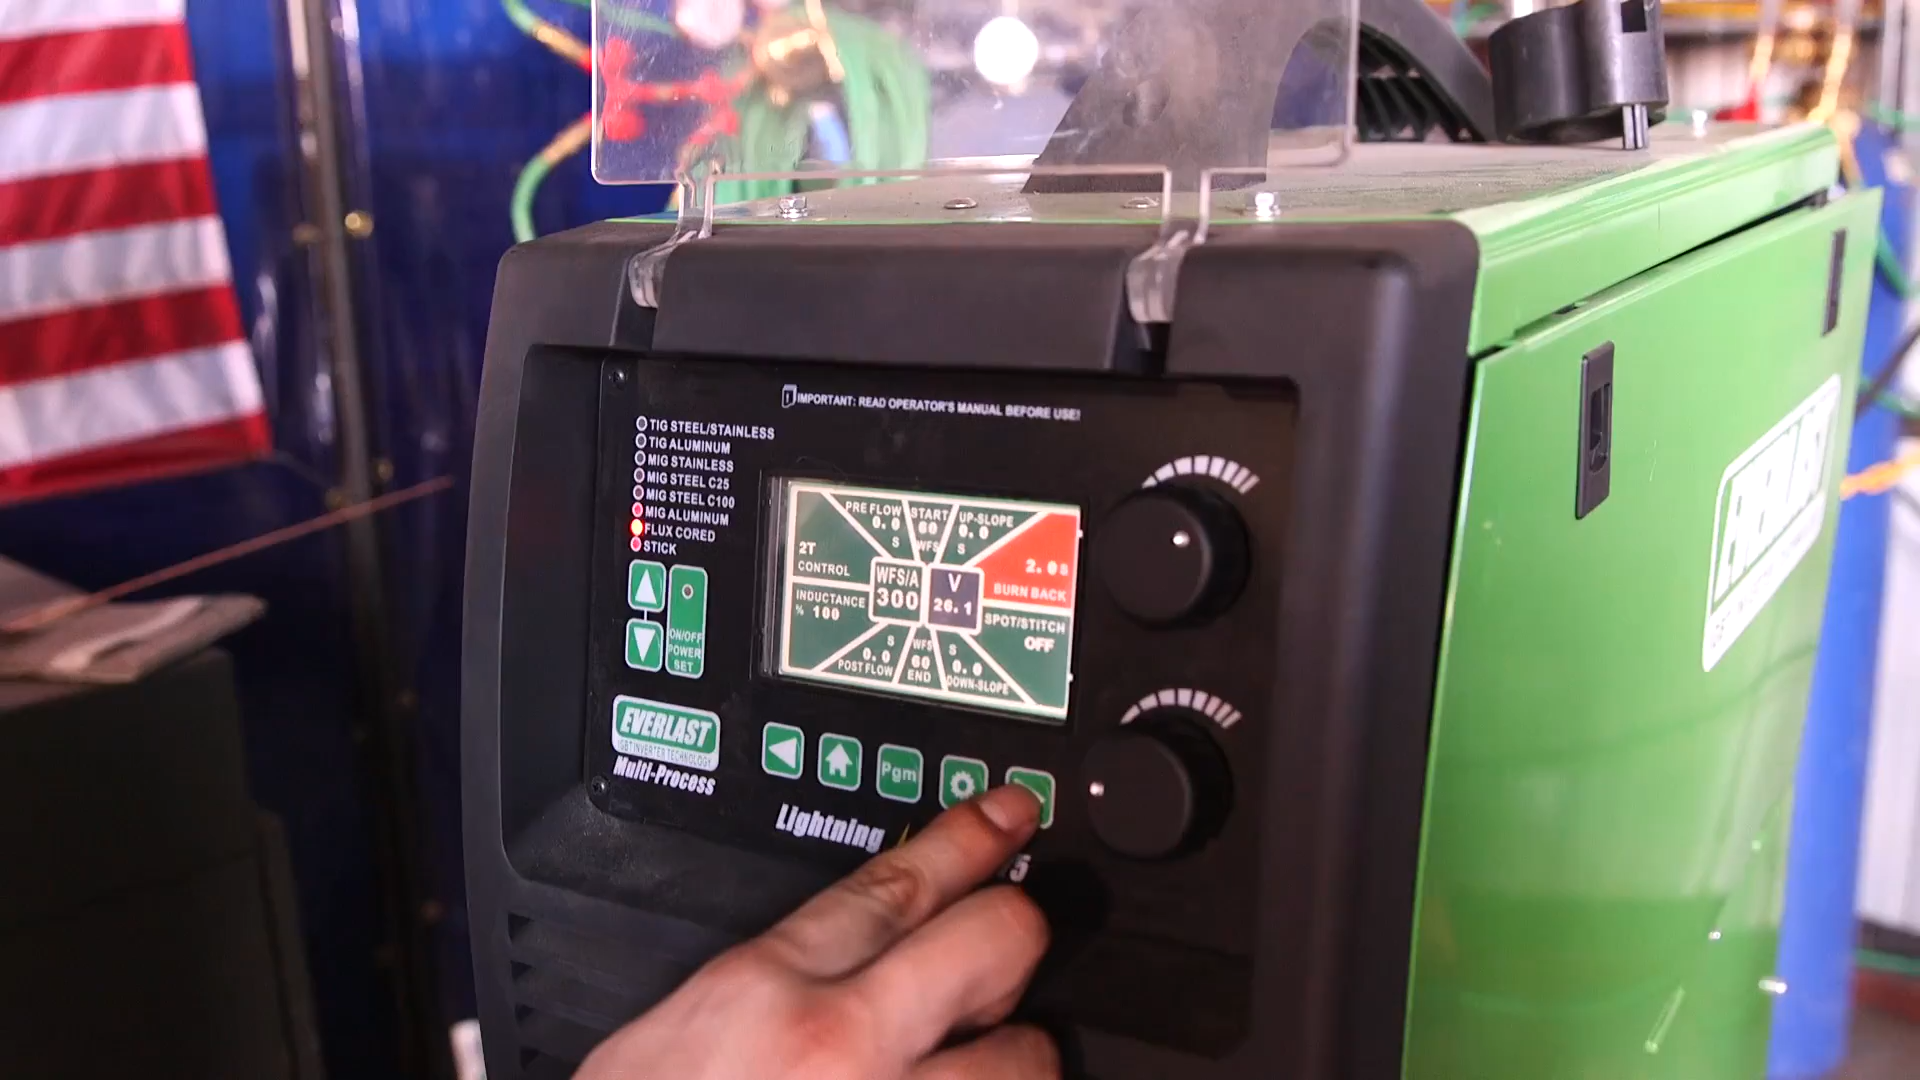 IMPORTANT: READ OPERATOR'S MANUAL BEFORE USE!
TIG STEEL/STAINLESS
TIG ALUMINUM
MIG STAINLESS
MIG STEEL C25
MIG STEEL C100
MIG ALUMINUM
FLUX CORED
STICK
ON/OFF
POWER
SET
EVERLAST
IGBT INVERTER TECHNOLOGY
Multi-Process
PRE FLOW
0.0
S
START
60
WFS
UP-SLOPE
0.0
S
2T
CONTROL
WFS/A
300
V
26.1
2.0S
BURN BACK
INDUCTANCE
% 100
SPOT/STITCH
OFF
S
0.0
POST FLOW
WFS
60
END
S
0.0
DOWN-SLOPE
Pgm
Lightning